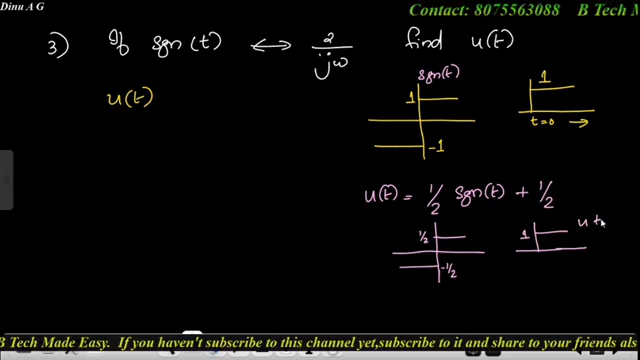 Dinu A G
Contact: 8075563088 B Tech M
3) If sgn(t) ↔ 2/jω find u(t)
u(t)
sgn(t)
1
-1
1
t=0 →
u(t) = 1/2 sgn(t) + 1/2
1/2
-1/2
1
u t
B Tech Made Easy. If you haven't subscribe to this channel yet,subscribe to it and share to your friends als